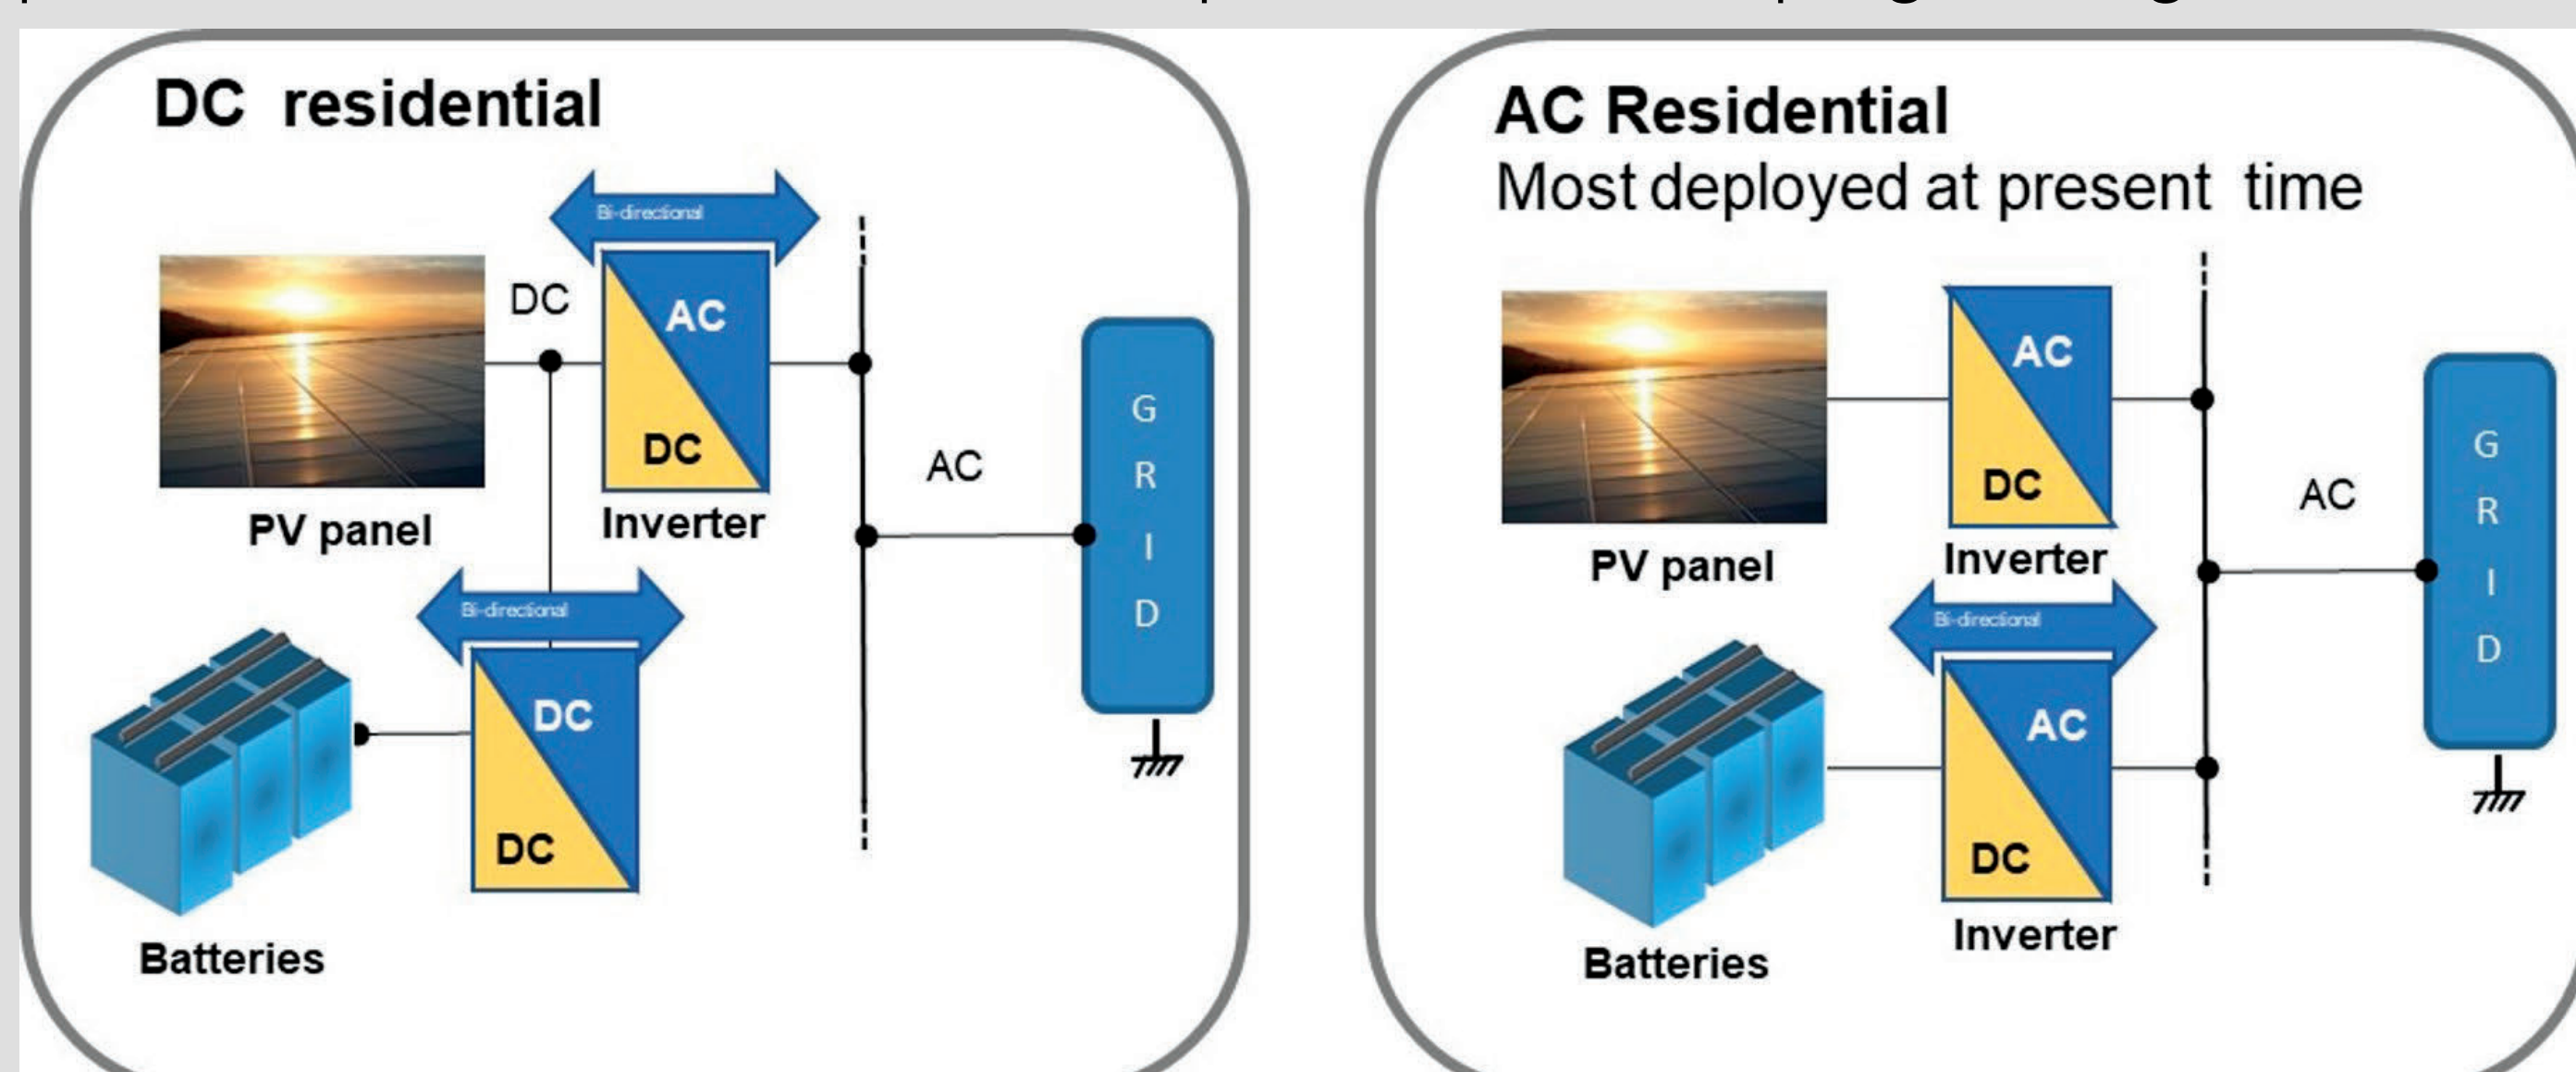 DC residential
Bi-directional
DC
AC
DC
Inverter
PV panel
AC
G
R
I
D
Bi-directional
DC
DC
Batteries
AC Residential
Most deployed at present time
AC
DC
Inverter
PV panel
AC
G
R
I
D
Bi-directional
AC
DC
Inverter
Batteries